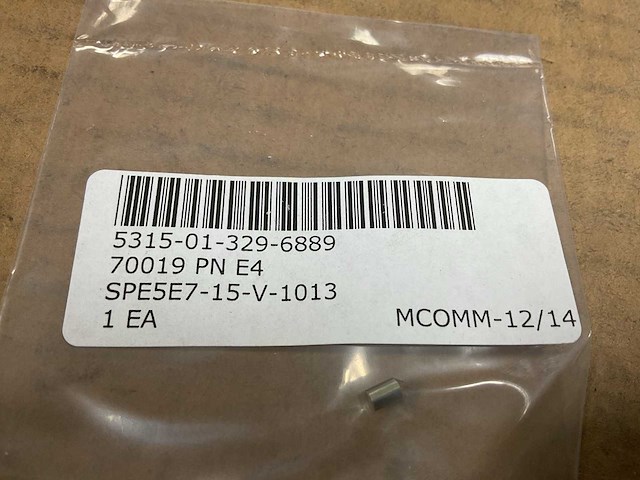 5315-01-329-6889
70019 PN E4
SPE5E7-15-V-1013
1 EA MCOMM-12/14